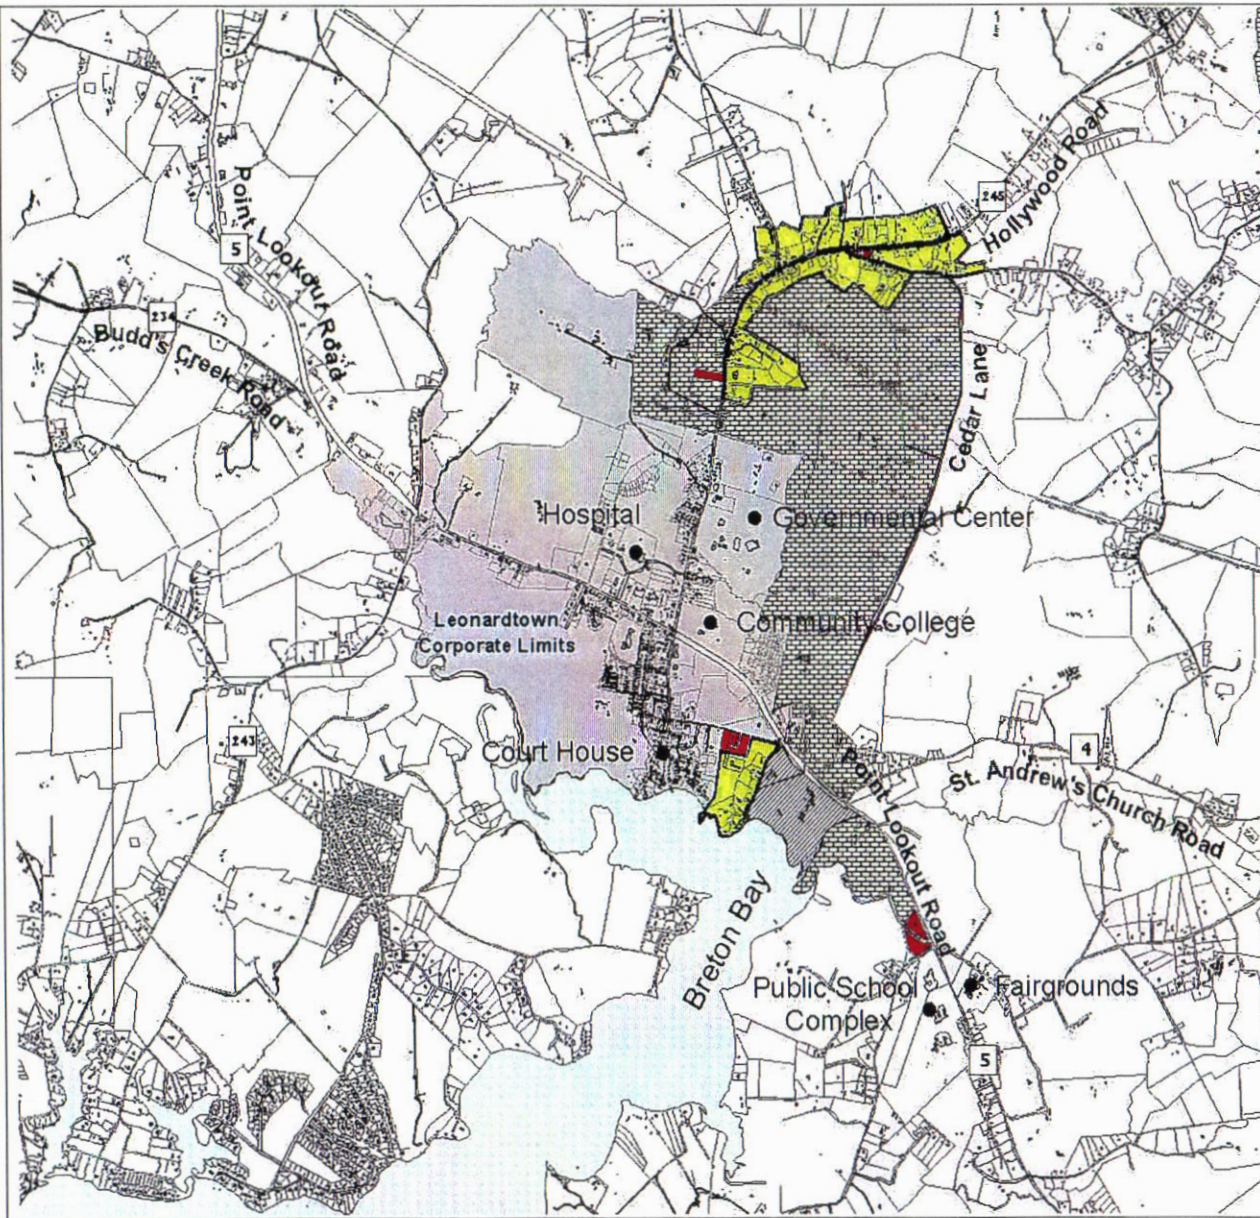 245
Hollywood Road
Point Lookout Road
5
234
Budd's Creek Road
Cedar Lane
Hospital
Governmental Center
Leonardtown
Corporate Limits
Community College
243
Court House
Point Lookout Road
4
St. Andrew's Church Road
Breton Bay
Public School
Complex
Fairgrounds
5